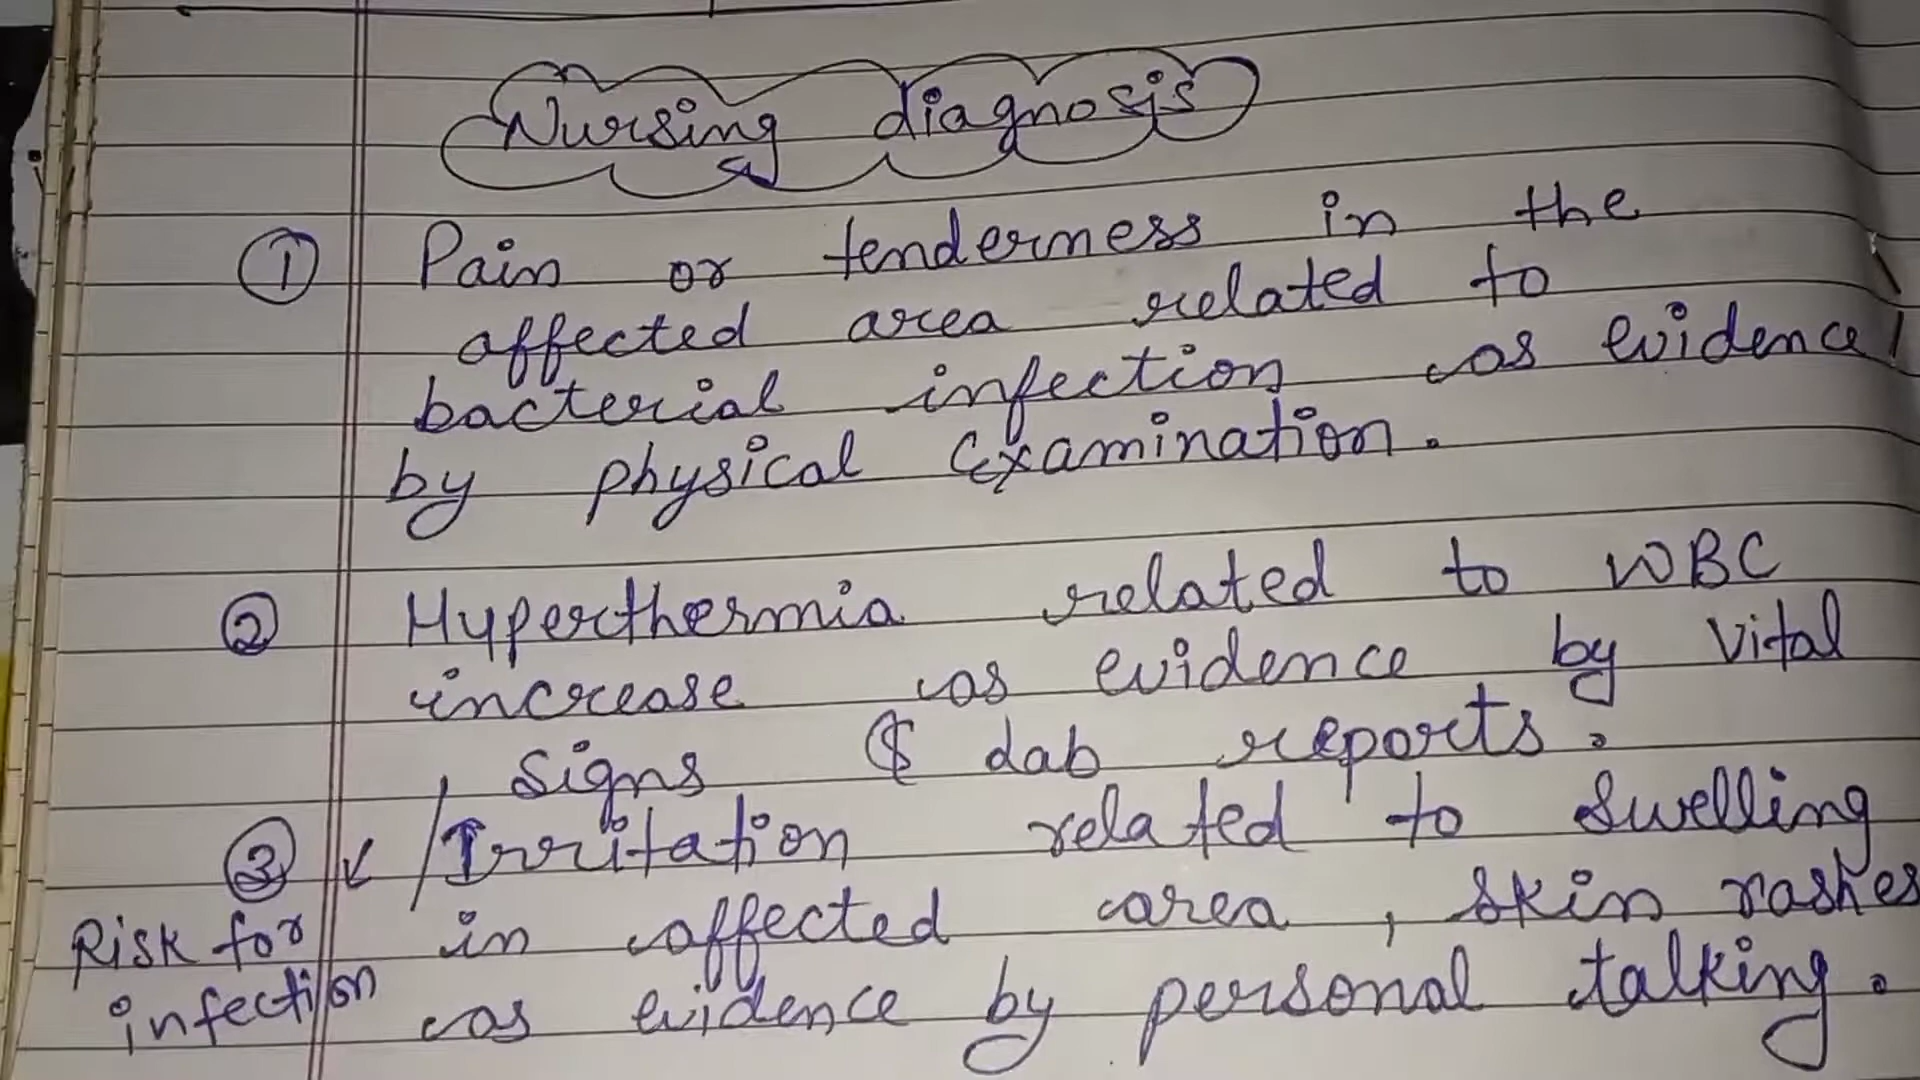 Nursing diagnosis
① Pain or tenderness in the
affected area related to
bacterial infection as evidence
by physical Examination.
② Hyperthermia related to WBC
increase as evidence by Vital
signs & dab reports.
③ Irritation related to swelling
Risk for in affected area, skin rashes
infection as evidence by personal talking.